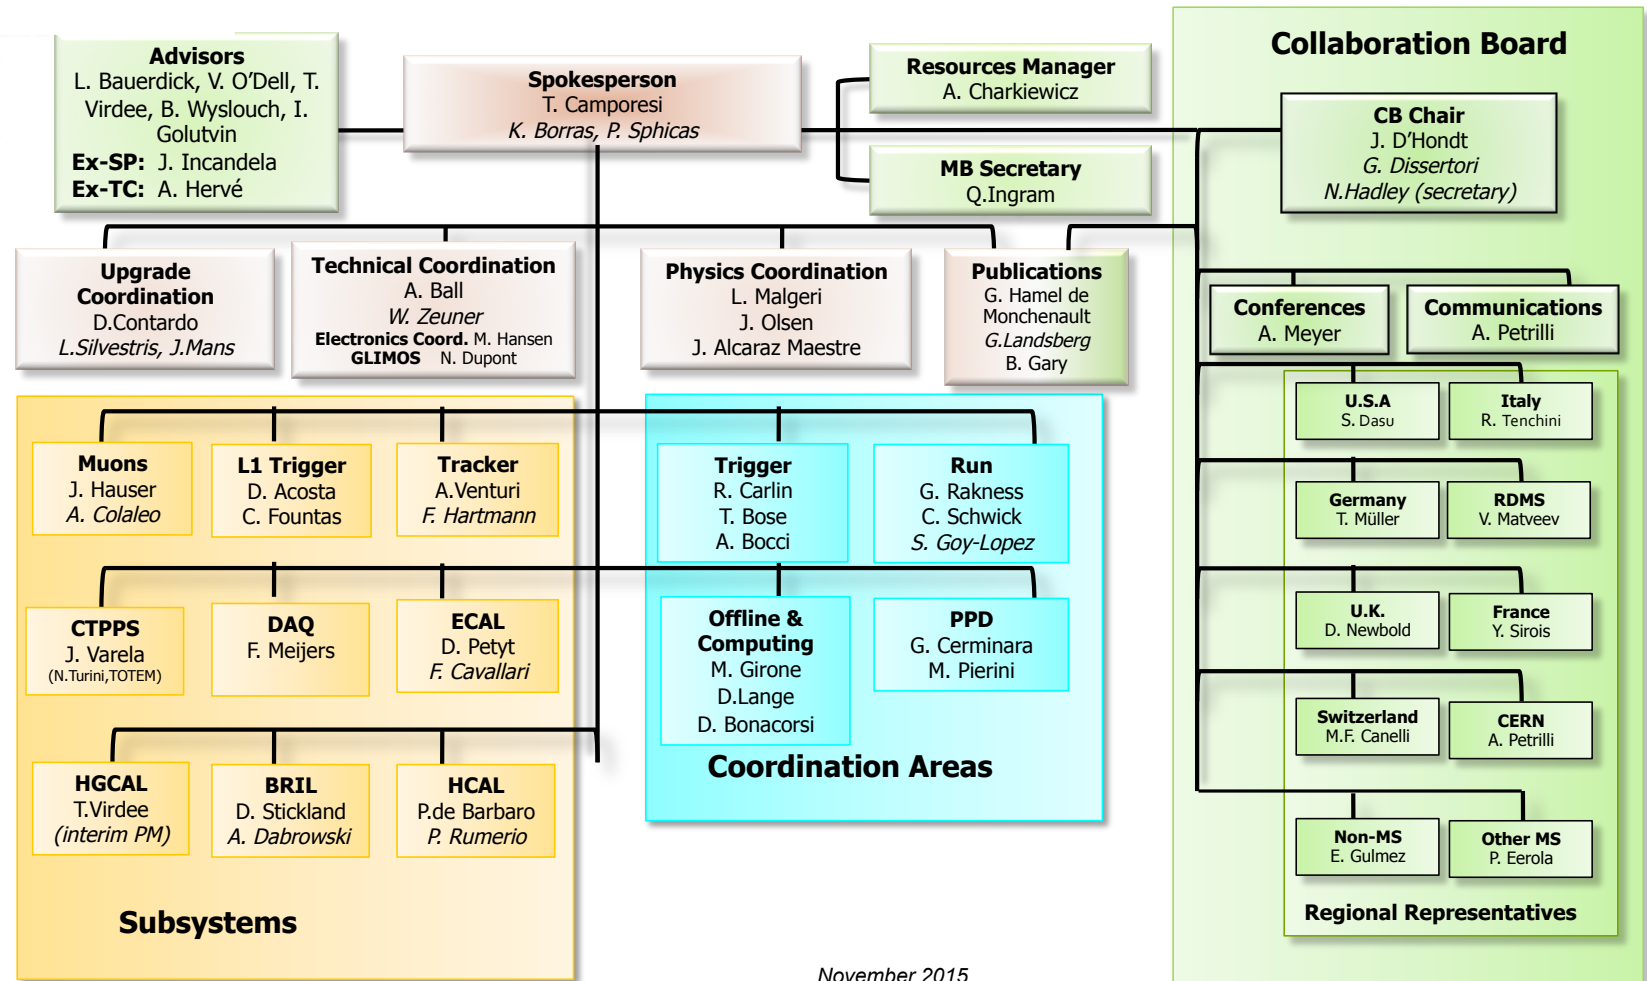 Advisors
L. Bauerdick, V. O'Dell, T.
Virdee, B. Wyslouch, I.
Golutvin
Ex-SP: J. Incandela
Ex-TC: A. Hervé
Spokesperson
T. Camporesi
K. Borras, P. Sphicas
Resources Manager
A. Charkiewicz
MB Secretary
Q.Ingram
Collaboration Board
CB Chair
J. D'Hondt
G. Dissertori
N.Hadley (secretary)
Upgrade
Coordination
D.Contardo
L.Silvestris, J.Mans
Technical Coordination
A. Ball
W. Zeuner
Electronics Coord. M. Hansen
GLIMOS N. Dupont
Physics Coordination
L. Malgeri
J. Olsen
J. Alcaraz Maestre
Publications
G. Hamel de
Monchenault
G.Landsberg
B. Gary
Conferences
A. Meyer
Communications
A. Petrilli
Muons
J. Hauser
A. Colaleo
L1 Trigger
D. Acosta
C. Fountas
Tracker
A.Venturi
F. Hartmann
CTPPS
J. Varela
(N.Turini,TOTEM)
DAQ
F. Meijers
ECAL
D. Petyt
F. Cavallari
HGCAL
T.Virdee
(interim PM)
BRIL
D. Stickland
A. Dabrowski
HCAL
P.de Barbaro
P. Rumerio
Subsystems
Trigger
R. Carlin
T. Bose
A. Bocci
Run
G. Rakness
C. Schwick
S. Goy-Lopez
Offline &
Computing
M. Girone
D.Lange
D. Bonacorsi
PPD
G. Cerminara
M. Pierini
Coordination Areas
U.S.A
S. Dasu
Italy
R. Tenchini
Germany
T. Müller
RDMS
V. Matveev
U.K.
D. Newbold
France
Y. Sirois
Switzerland
M.F. Canelli
CERN
A. Petrilli
Non-MS
E. Gulmez
Other MS
P. Eerola
Regional Representatives
November 2015